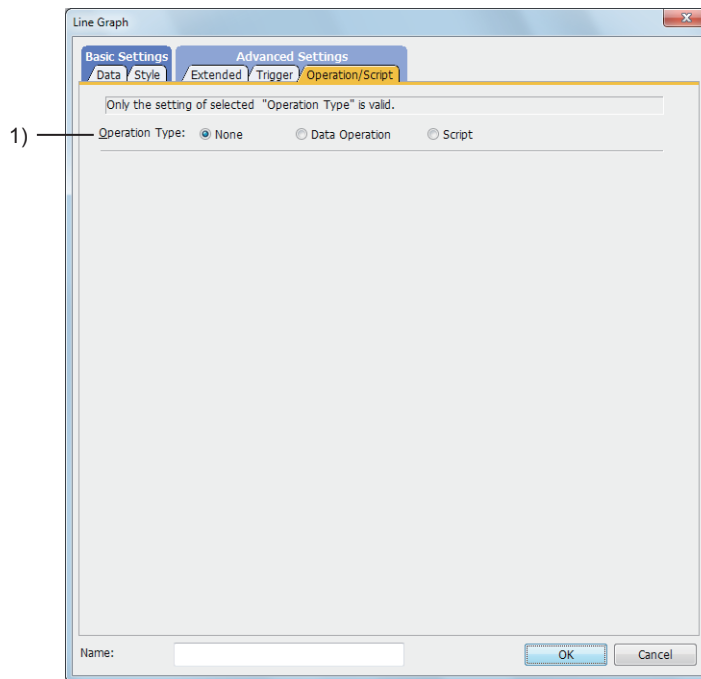 Line Graph
x
Basic Settings
Advanced Settings
Data Style Extended Trigger Operation/Script
Only the setting of selected "Operation Type" is valid.
1) Operation Type: None Data Operation Script
Name: OK Cancel